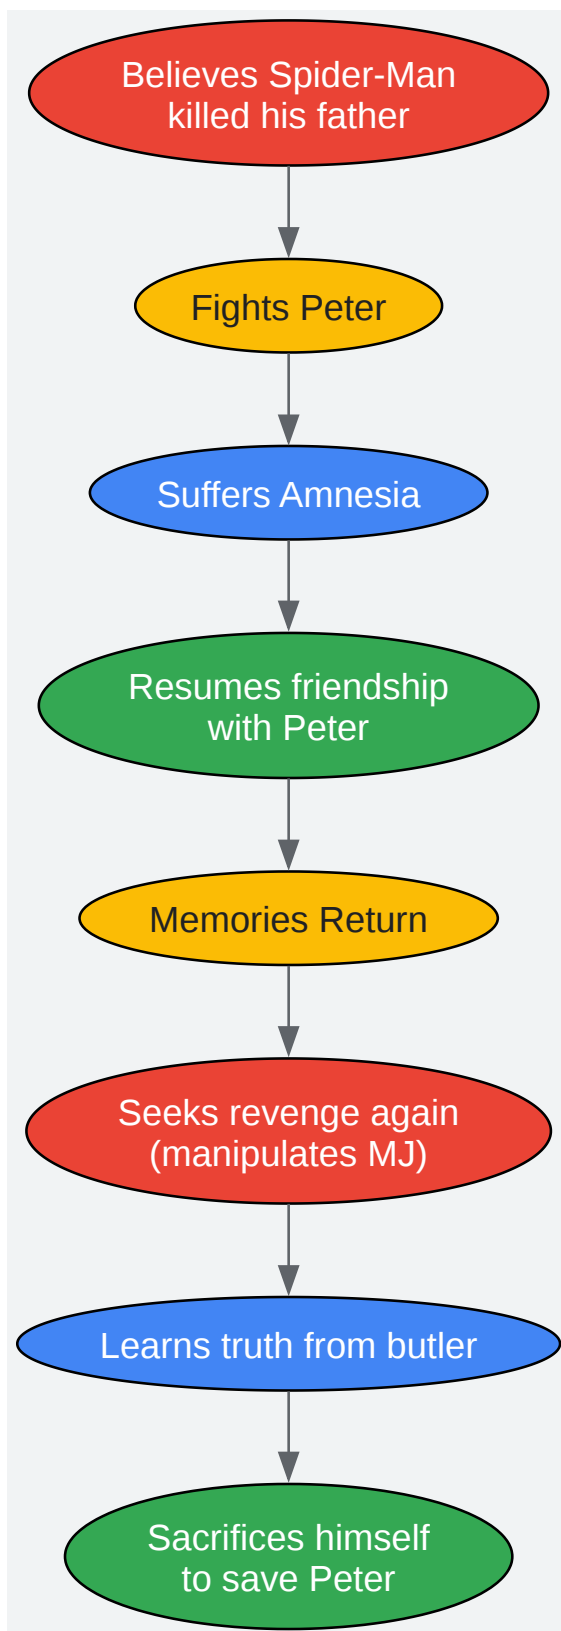 Believes Spider-Man
killed his father
Fights Peter
Suffers Amnesia
Resumes friendship
with Peter
Memories Return
Seeks revenge again
(manipulates MJ)
Learns truth from butler
Sacrifices himself
to save Peter